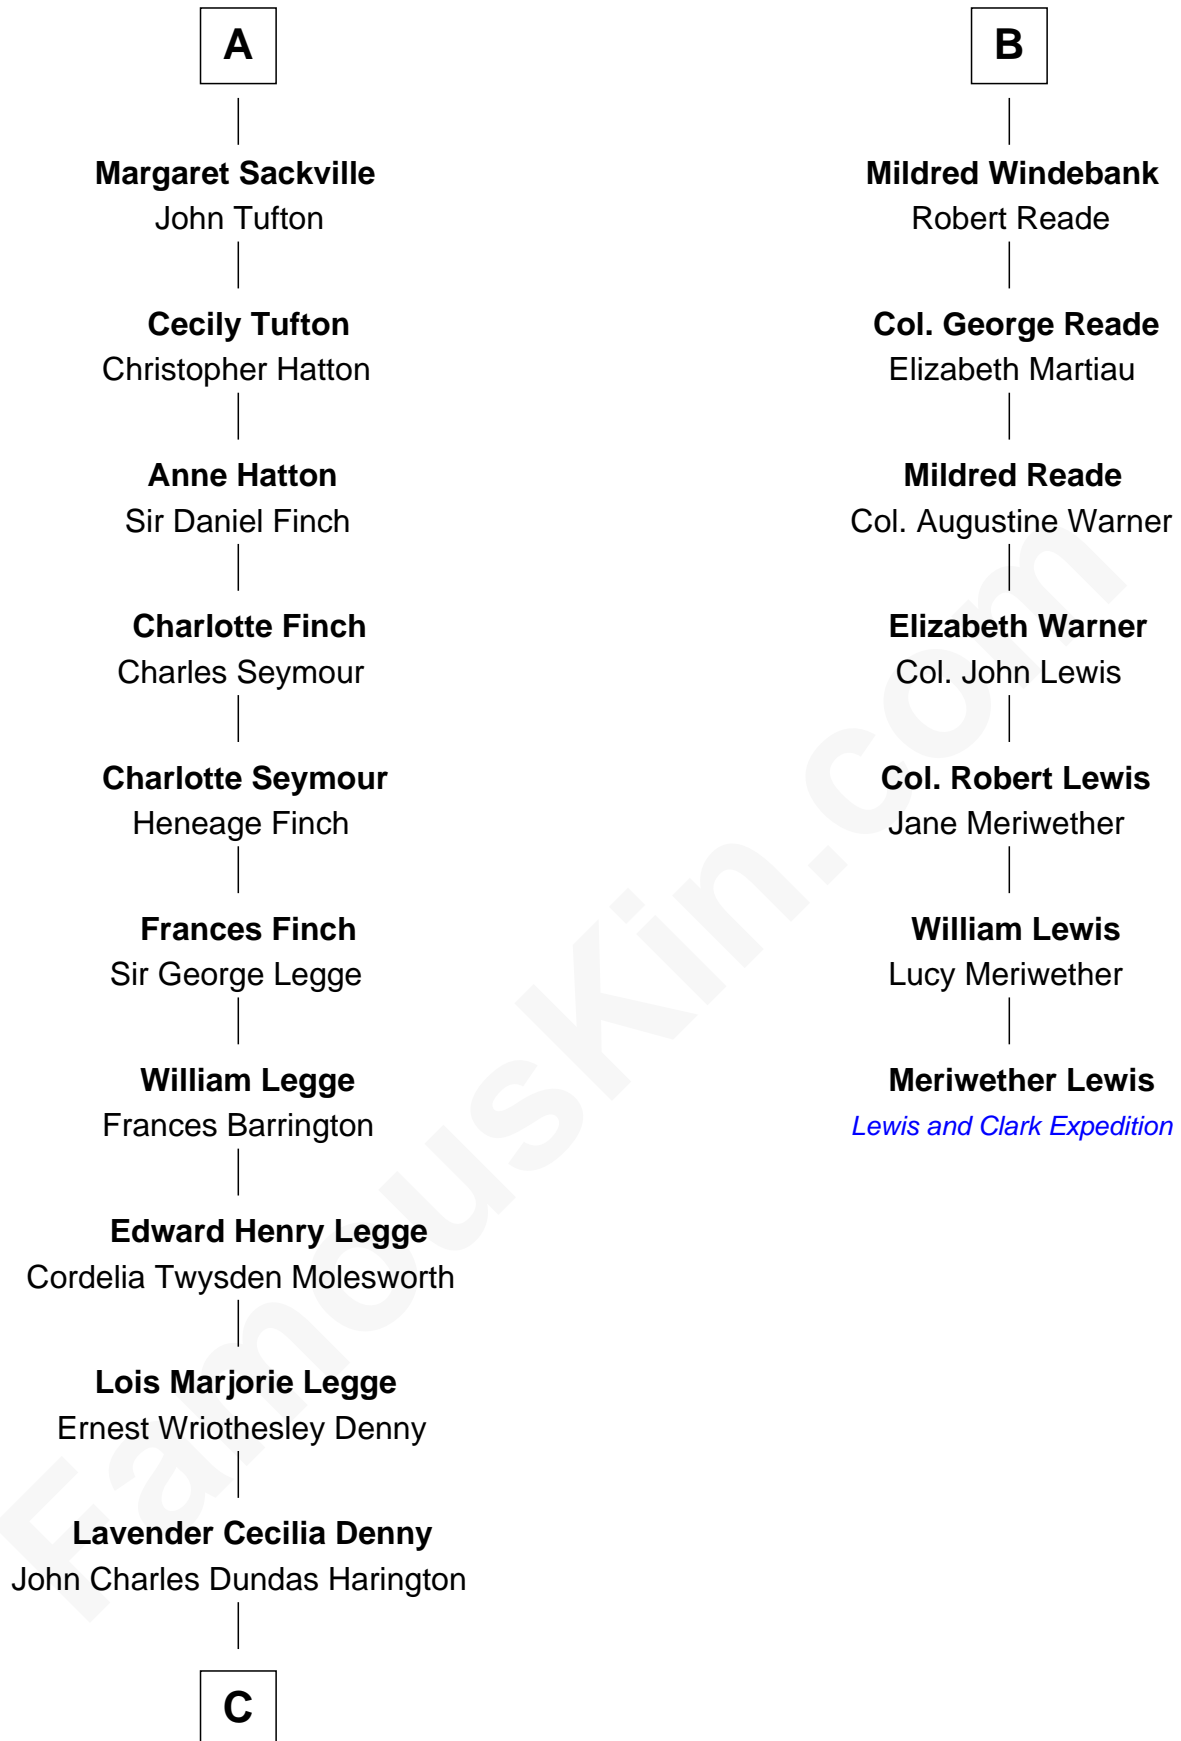 A
Margaret Sackville
John Tufton
Cecily Tufton
Christopher Hatton
Anne Hatton
Sir Daniel Finch
Charlotte Finch
Charles Seymour
Charlotte Seymour
Heneage Finch
Frances Finch
Sir George Legge
William Legge
Frances Barrington
Edward Henry Legge
Cordelia Twysden Molesworth
Lois Marjorie Legge
Ernest Wriothesley Denny
Lavender Cecilia Denny
John Charles Dundas Harington
C
B
Mildred Windebank
Robert Reade
Col. George Reade
Elizabeth Martiau
Mildred Reade
Col. Augustine Warner
Elizabeth Warner
Col. John Lewis
Col. Robert Lewis
Jane Meriwether
William Lewis
Lucy Meriwether
Meriwether Lewis
Lewis and Clark Expedition
FamousKin.com